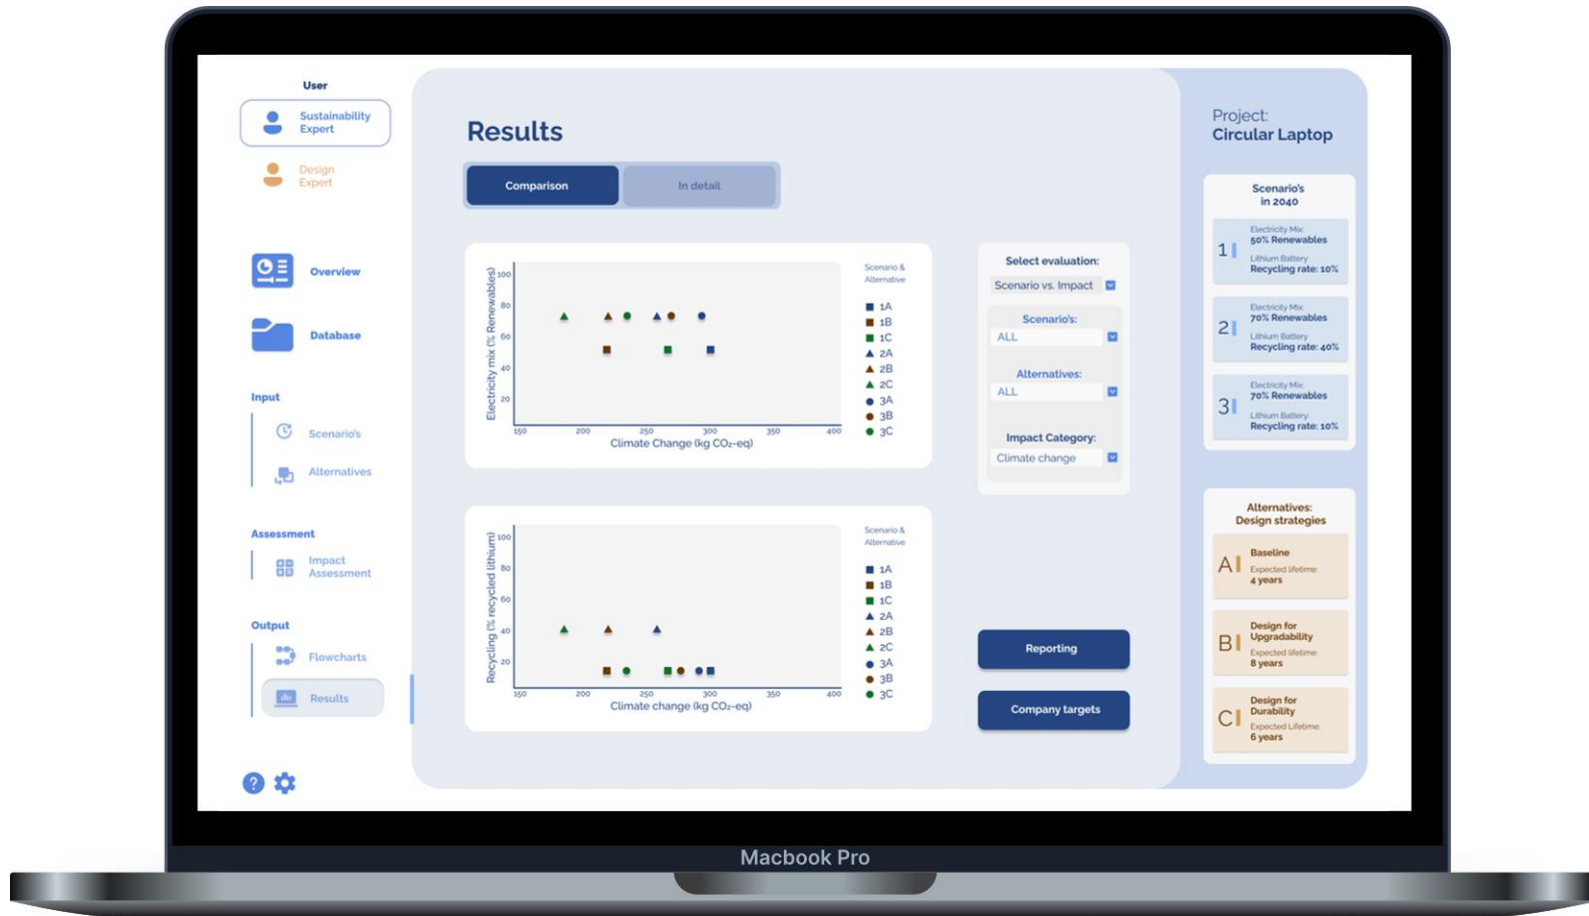 User
Sustainability
Expert
Design
Expert
Overview
Database
Input
Scenario's
Alternatives
Assessment
Impact
Assessment
Output
Flowcharts
Results
?
Results
Comparison
In detail
Electricity mix (% Renewables)
100
80
60
40
20
150
200
250
300
350
400
Climate Change (kg CO₂-eq)
Scenario &
Alternative
1A
1B
1C
2A
2B
2C
3A
3B
3C
Recycling (% recycled lithium)
100
80
60
40
20
150
200
250
300
350
400
Climate change (kg CO₂-eq)
Scenario &
Alternative
1A
1B
1C
2A
2B
2C
3A
3B
3C
Select evaluation:
Scenario vs. Impact
Scenario's:
ALL
Alternatives:
ALL
Impact Category:
Climate change
Reporting
Company targets
Project:
Circular Laptop
Scenario's
in 2040
1
Electricity Mix:
50% Renewables
Lithium Battery
Recycling rate: 10%
2
Electricity Mix:
70% Renewables
Lithium Battery
Recycling rate: 40%
3
Electricity Mix:
70% Renewables
Lithium Battery:
Recycling rate: 10%
Alternatives:
Design strategies
A
Baseline
Expected lifetime:
4 years
B
Design for
Upgradability
Expected lifetime:
8 years
C
Design for
Durability
Expected Lifetime:
6 years
Macbook Pro